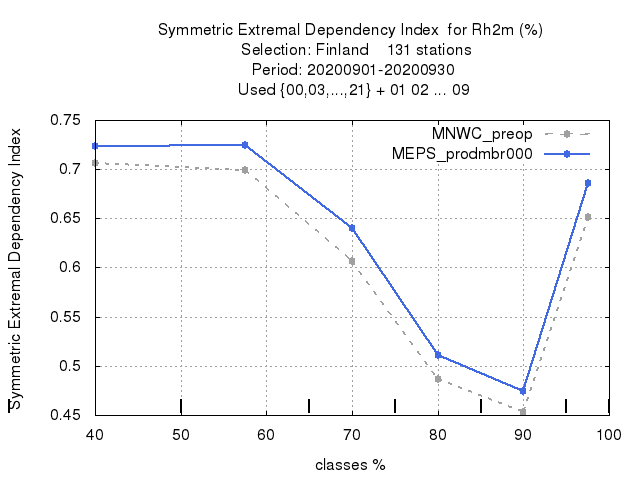 Symmetric Extremal Dependency Index  for Rh2m (%)
Selection: Finland    131 stations
Period: 20200901-20200930
Used {00,03,...,21} + 01 02 ... 09
MNWC_preop
MEPS_prodmbr000
Symmetric Extremal Dependency Index
0.75
0.7
0.65
0.6
0.55
0.5
0.45
40 50 60 70 80 90 100
classes %